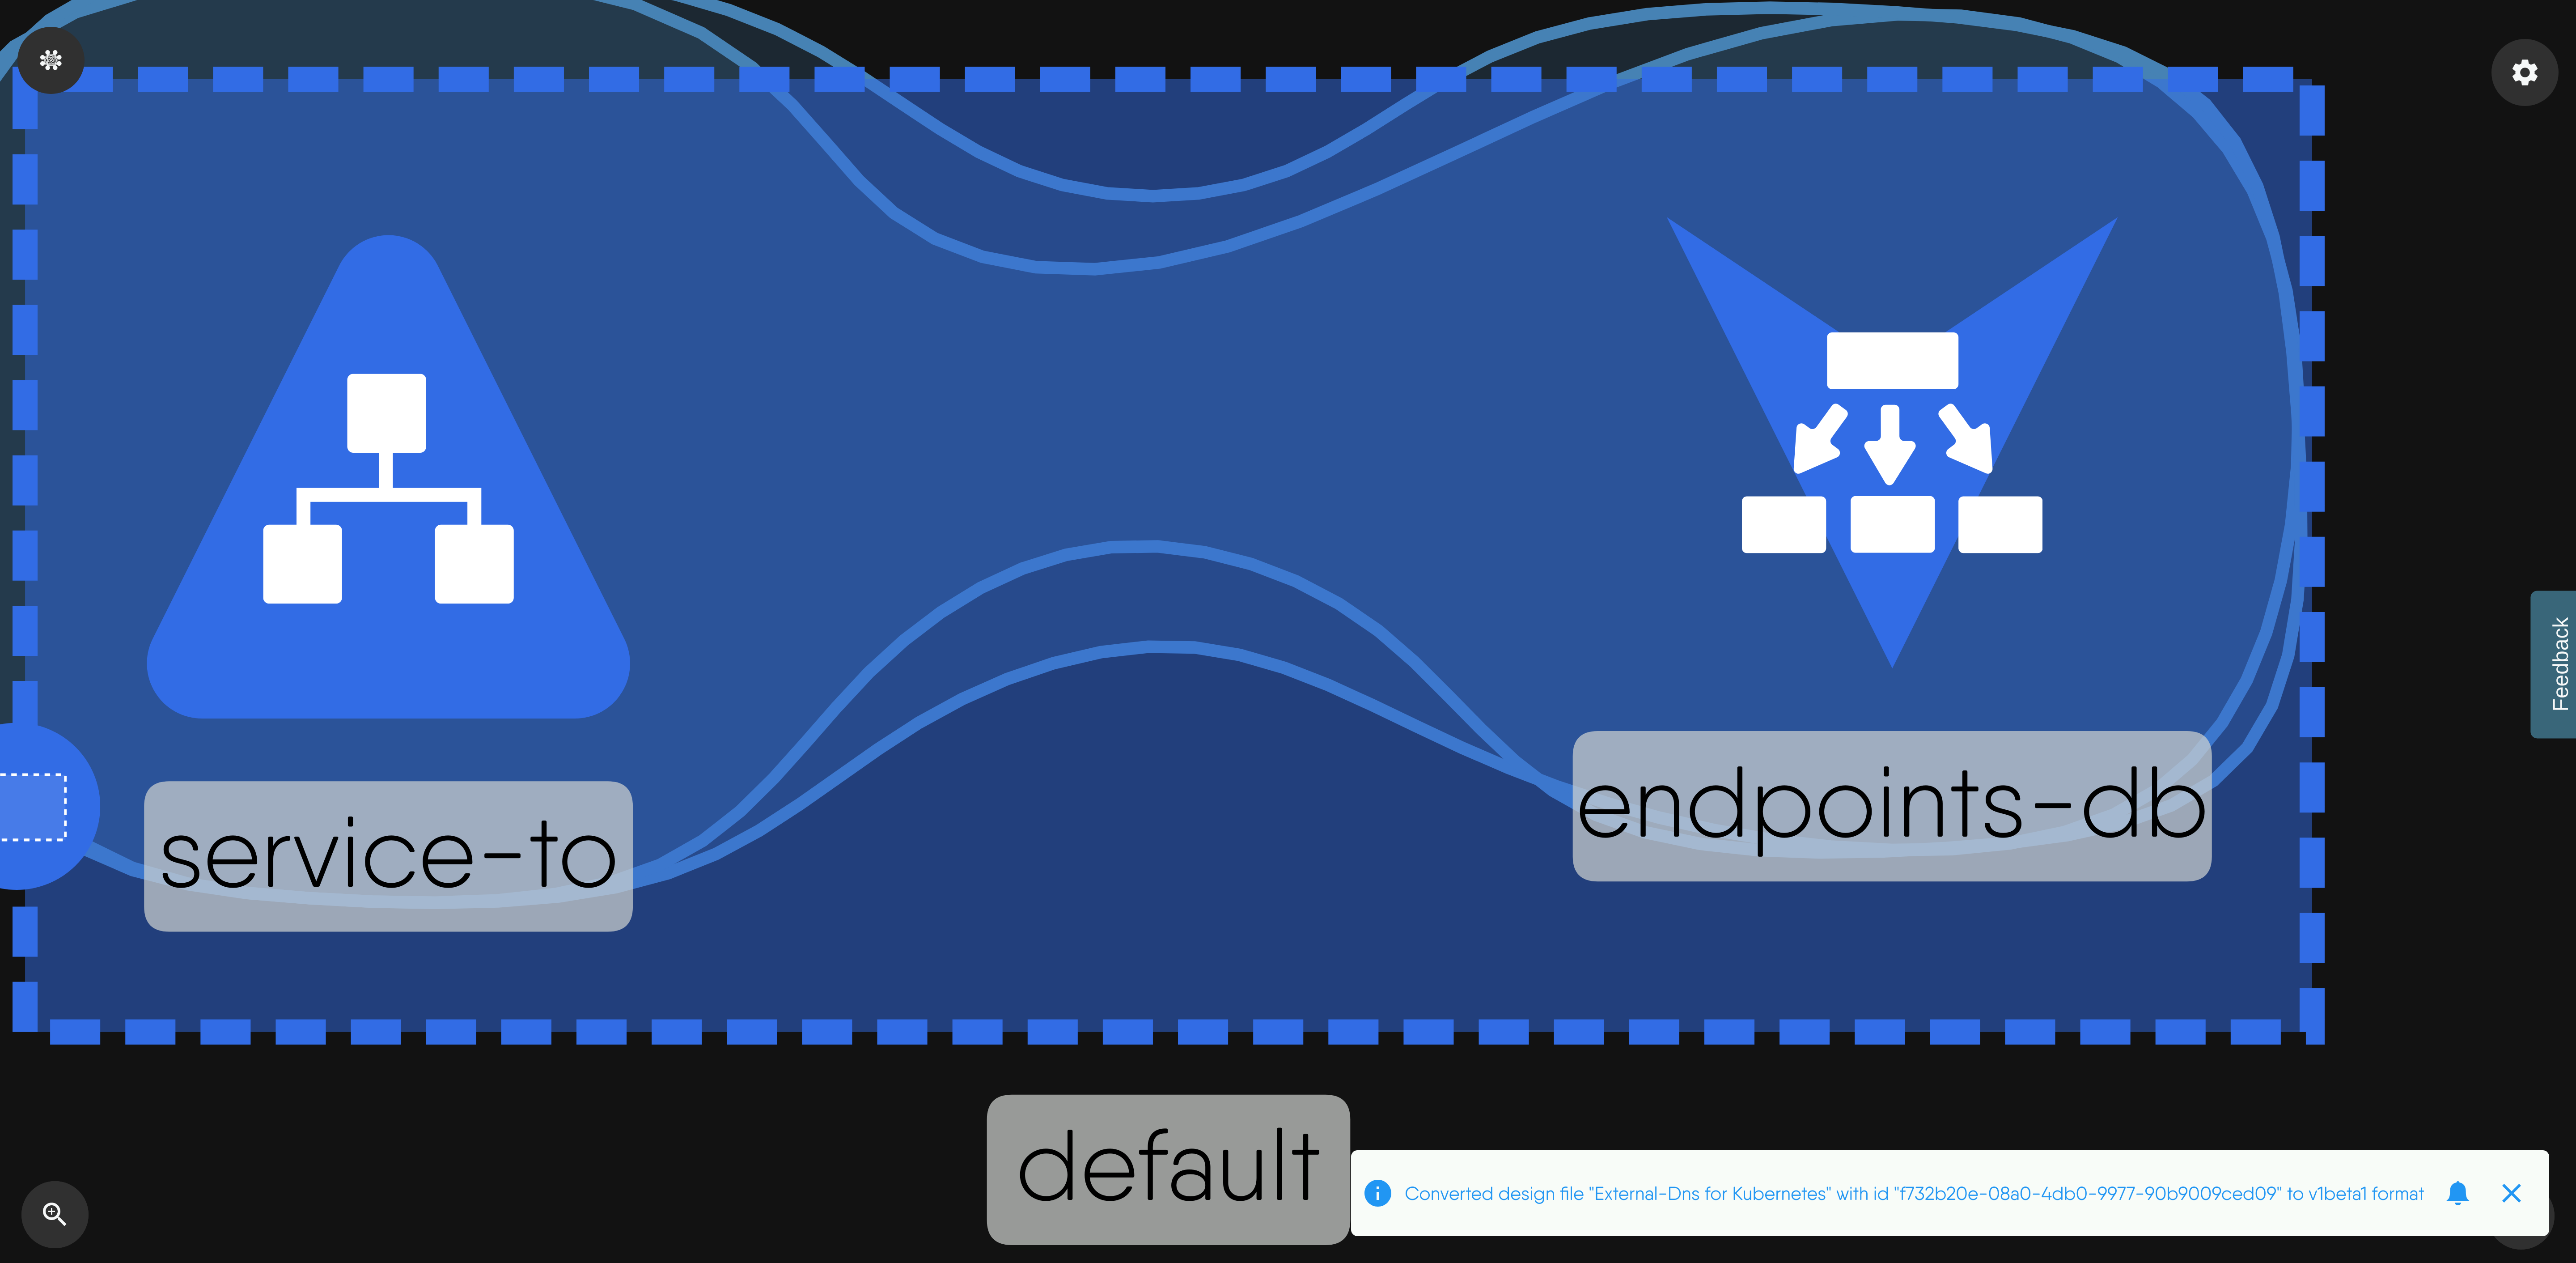 service-to
endpoints-db
Feedback
default
Converted design file "External-Dns for Kubernetes" with id "f732b20e-08a0-4db0-9977-90b9009ced09" to v1beta1 format